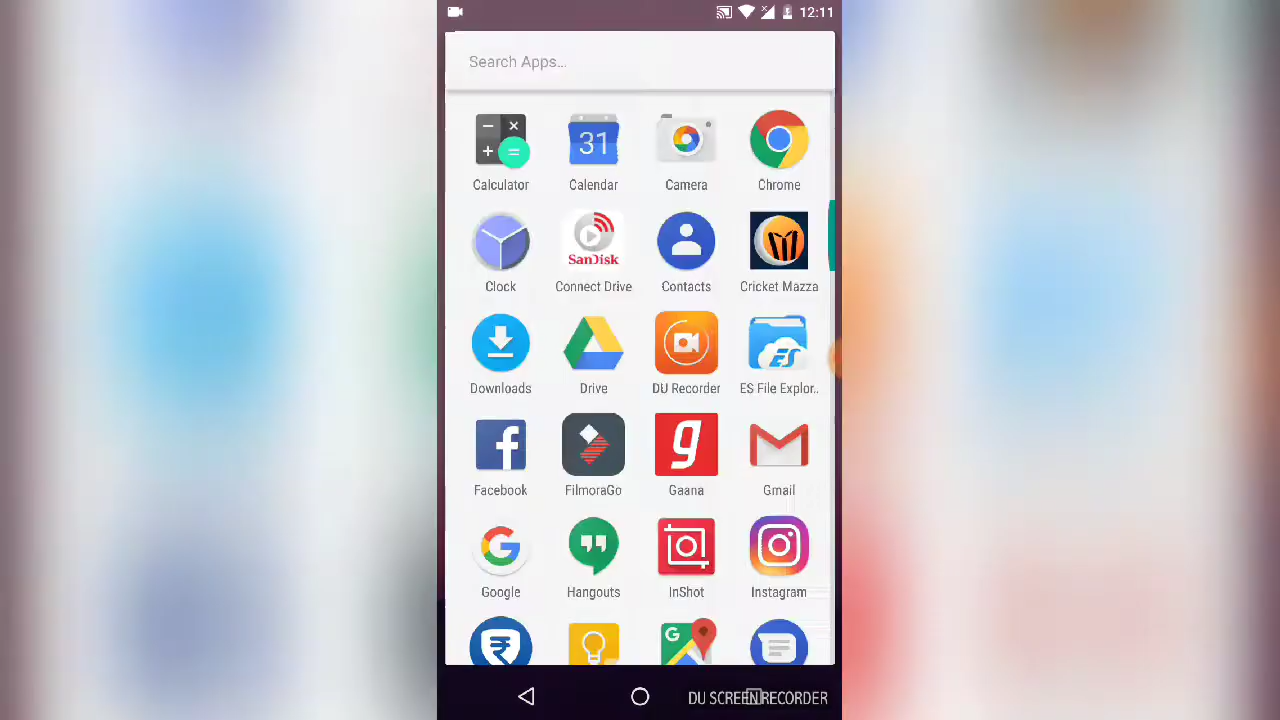 12:11
Search Apps...
31
Calculator Calendar Camera Chrome
SanDisk
Clock Connect Drive Contacts Cricket Mazza
ES
Downloads Drive DU Recorder ES File Explor..
f g
Facebook FilmoraGo Gaana Gmail
G
Google Hangouts InShot Instagram
₹ G
DU SCREEN RECORDER